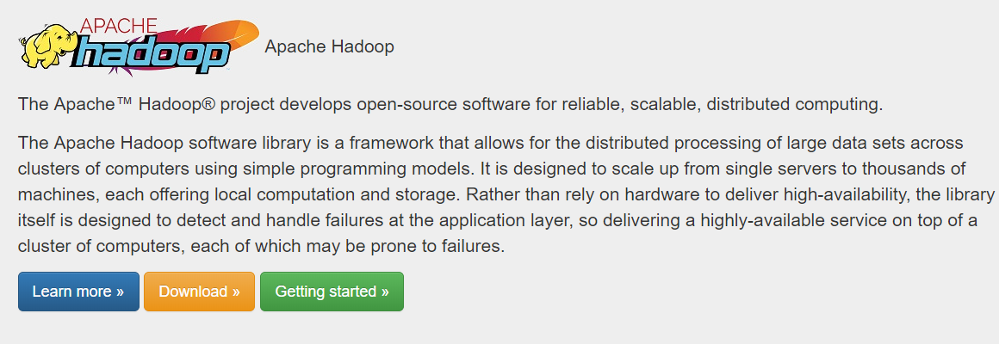 APACHE
hadoop
Apache Hadoop
The Apache™ Hadoop® project develops open-source software for reliable, scalable, distributed computing.
The Apache Hadoop software library is a framework that allows for the distributed processing of large data sets across
clusters of computers using simple programming models. It is designed to scale up from single servers to thousands of
machines, each offering local computation and storage. Rather than rely on hardware to deliver high-availability, the library
itself is designed to detect and handle failures at the application layer, so delivering a highly-available service on top of a
cluster of computers, each of which may be prone to failures.
Learn more » Download » Getting started »